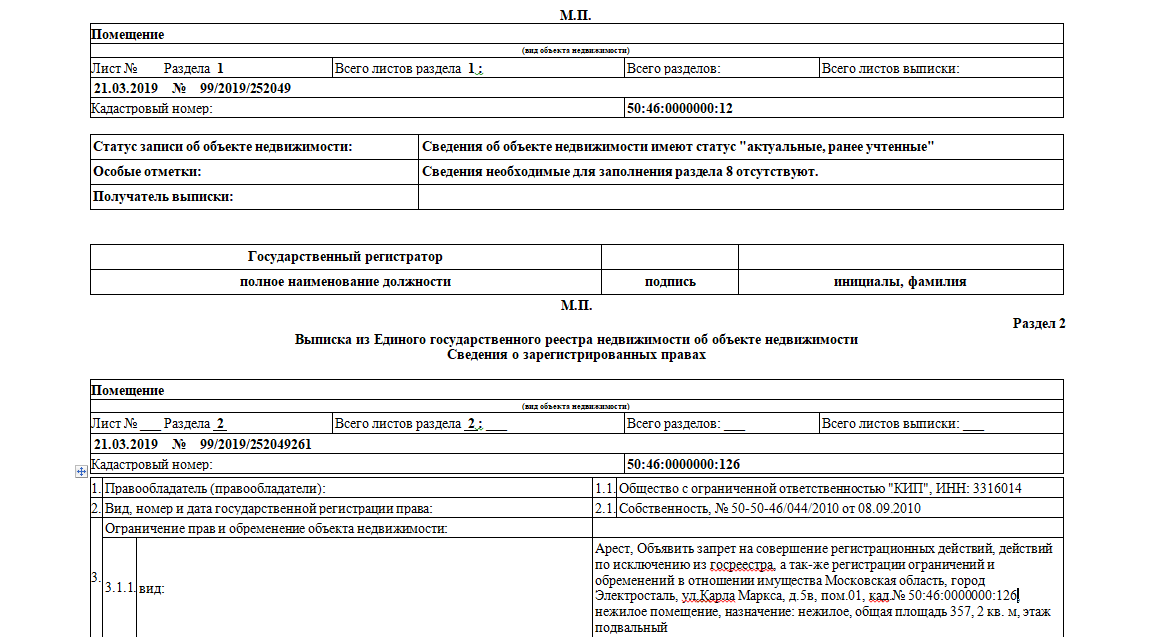 М.П.
Помещение
(вид объекта недвижимости)
Лист № Раздела 1 Всего листов раздела 1 : Всего разделов: Всего листов выписки:
21.03.2019 № 99/2019/252049
Кадастровый номер: 50:46:0000000:12
Статус записи об объекте недвижимости: Сведения об объекте недвижимости имеют статус "актуальные, ранее учтенные"
Особые отметки: Сведения необходимые для заполнения раздела 8 отсутствуют.
Получатель выписки:
Государственный регистратор
полное наименование должности подпись инициалы, фамилия
М.П.
Раздел 2
Выписка из Единого государственного реестра недвижимости об объекте недвижимости
Сведения о зарегистрированных правах
Помещение
(вид объекта недвижимости)
Лист № ___ Раздела 2 Всего листов раздела 2 : ___ Всего разделов: ___ Всего листов выписки: ___
21.03.2019 № 99/2019/252049261
Кадастровый номер: 50:46:0000000:126
1. Правообладатель (правообладатели): 1.1. Общество с ограниченной ответственностью "КИП", ИНН: 3316014
2. Вид, номер и дата государственной регистрации права: 2.1. Собственность, № 50-50-46/044/2010 от 08.09.2010
3. Ограничение прав и обременение объекта недвижимости:
3.1.1. вид:
Арест, Объявить запрет на совершение регистрационных действий, действий
по исключению из госреестра, а так-же регистрации ограничений и
обременений в отношении имущества Московская область, город
Электросталь, ул.Карла Маркса, д.5в, пом.01, кад.№ 50:46:0000000:126,
нежилое помещение, назначение: нежилое, общая площадь 357, 2 кв. м, этаж
подвальный